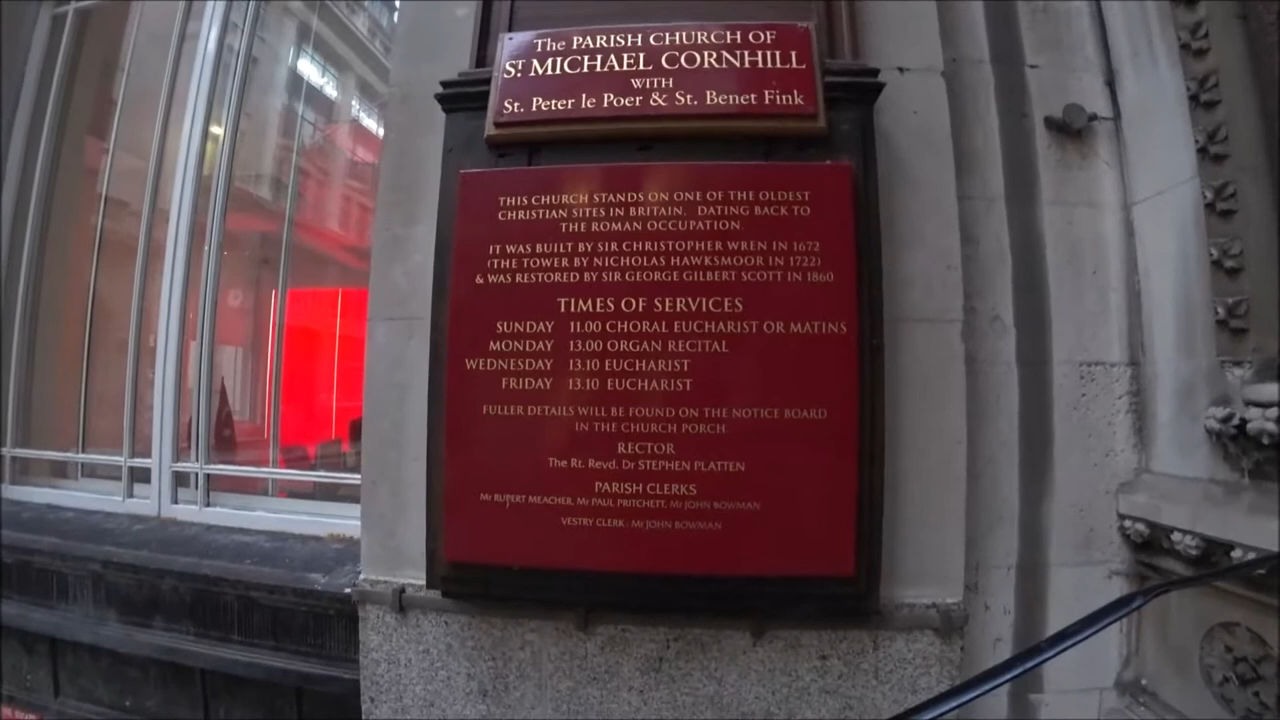 The PARISH CHURCH OF
ST MICHAEL CORNHILL
WITH
St. Peter le Poer & St. Benet Fink
THIS CHURCH STANDS ON ONE OF THE OLDEST
CHRISTIAN SITES IN BRITAIN, DATING BACK TO
THE ROMAN OCCUPATION.
IT WAS BUILT BY SIR CHRISTOPHER WREN IN 1672
(THE TOWER BY NICHOLAS HAWKSMOOR IN 1722)
& WAS RESTORED BY SIR GEORGE GILBERT SCOTT IN 1860
TIMES OF SERVICES
SUNDAY 11.00 CHORAL EUCHARIST OR MATINS
MONDAY 13.00 ORGAN RECITAL
WEDNESDAY 13.10 EUCHARIST
FRIDAY 13.10 EUCHARIST
FULLER DETAILS WILL BE FOUND ON THE NOTICE BOARD
IN THE CHURCH PORCH.
RECTOR
The Rt. Revd. Dr STEPHEN PLATTEN
PARISH CLERKS
Mr RUPERT MEACHER, Mr PAUL PRITCHETT, Mr JOHN BOWMAN
VESTRY CLERK: Mr JOHN BOWMAN